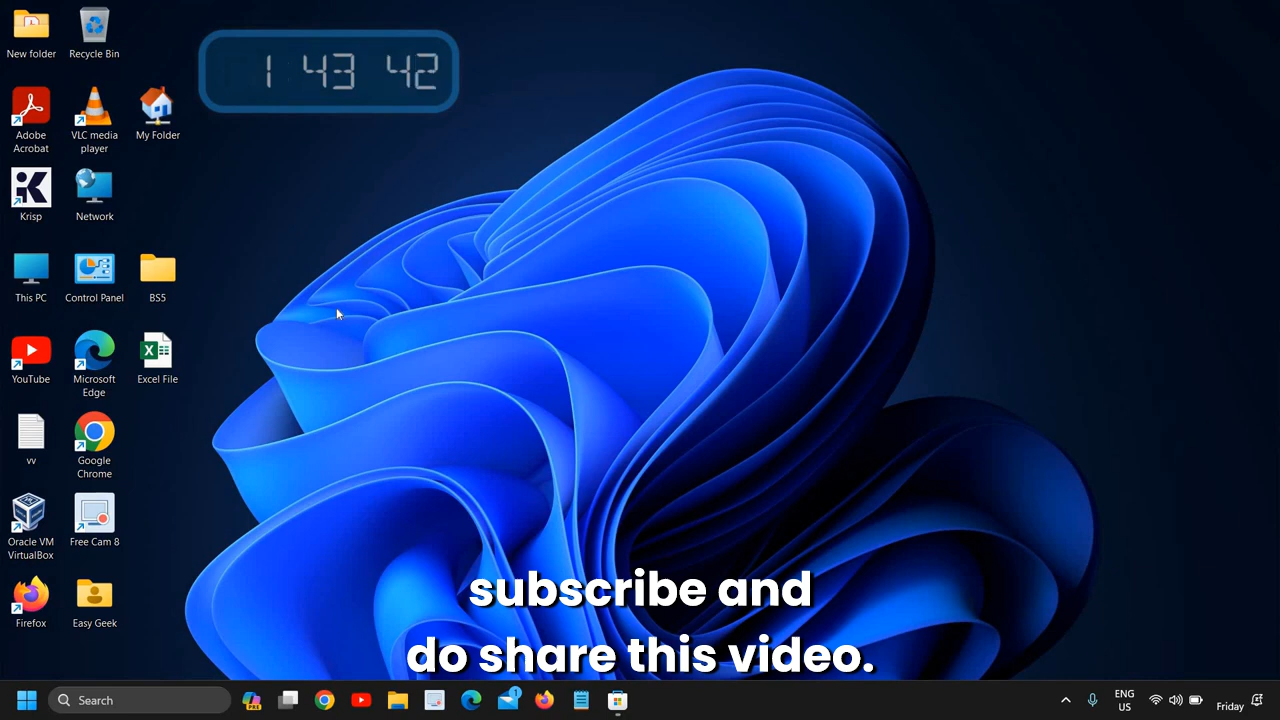 New folder
Recycle Bin
1 43 42
Adobe
Acrobat
VLC media
player
My Folder
Krisp
Network
This PC
Control Panel
BS5
YouTube
Microsoft
Edge
Excel File
vv
Google
Chrome
Oracle VM
VirtualBox
Free Cam 8
Firefox
Easy Geek
subscribe and
do share this video.
Search
PRE
1
ENG
US
Friday